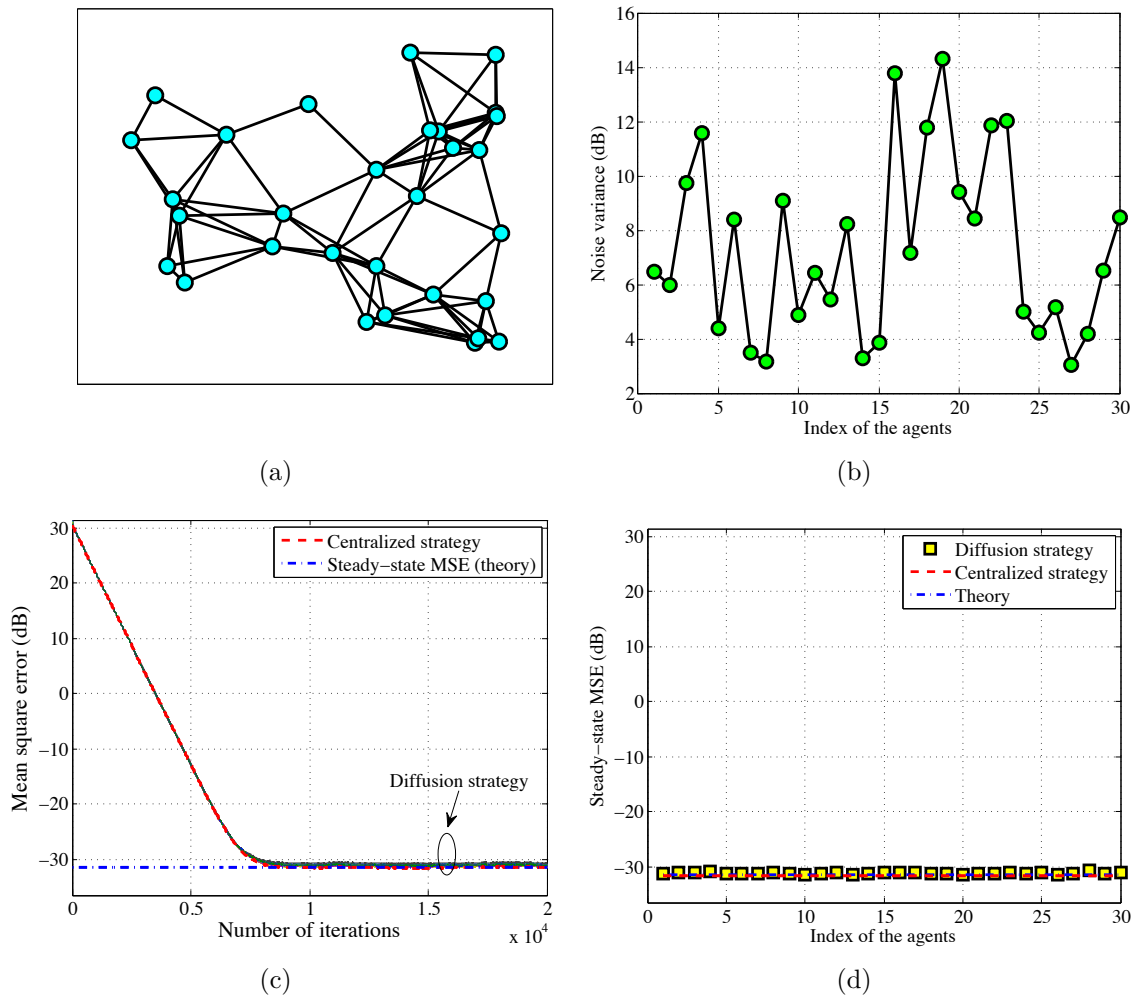 16
14
12
10
8
6
4
2
0
5
10
15
20
25
30
Noise variance (dB)
Index of the agents
(a)
(b)
30
20
10
0
−10
−20
−30
Mean square error (dB)
Centralized strategy
Steady−state MSE (theory)
Diffusion strategy
0
0.5
1
1.5
2
Number of iterations
x 10⁴
30
20
10
0
−10
−20
−30
Steady−state MSE (dB)
Diffusion strategy
Centralized strategy
Theory
0
5
10
15
20
25
30
Index of the agents
(c)
(d)